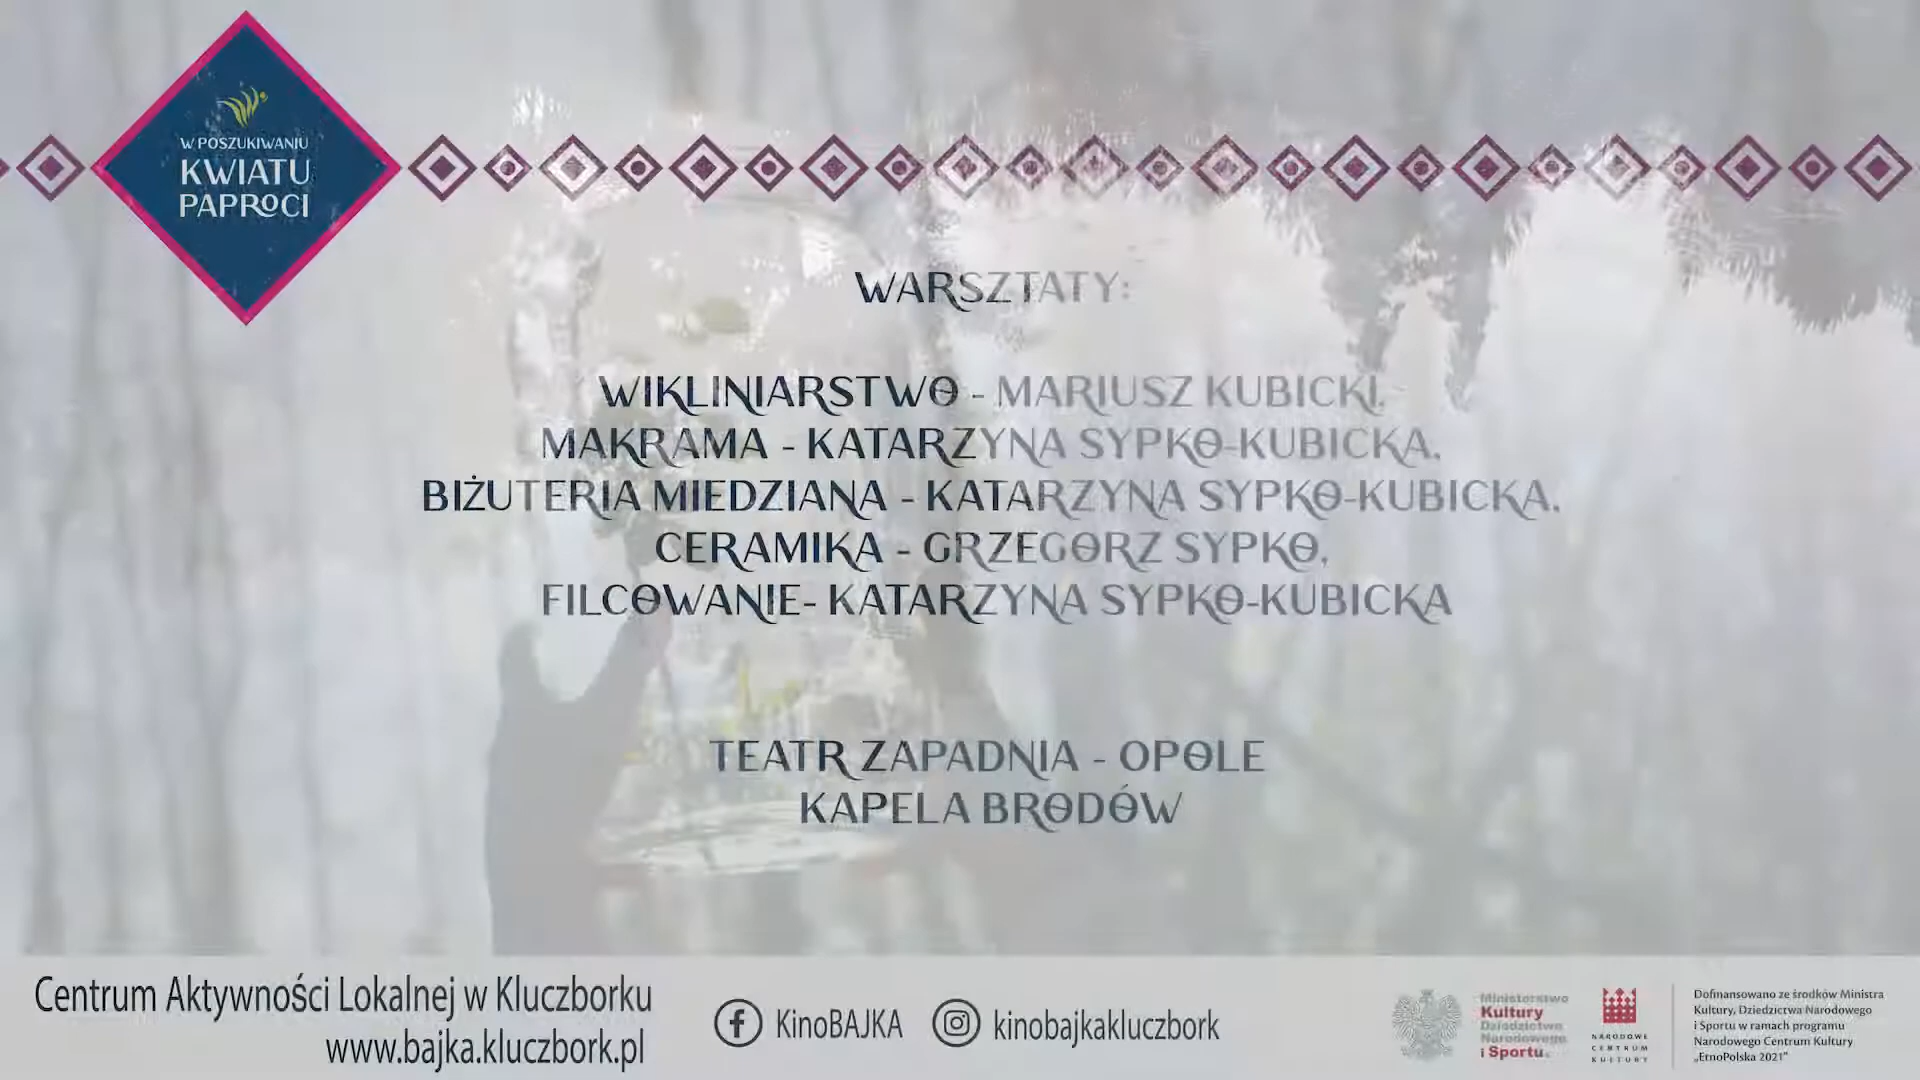 W POSZUKIWANIU
KWIATU
PAPROCI
WARSZTATY:
WIKLINIARSTWO - MARIUSZ KUBICKI,
MAKRAMA - KATARZYNA SYPKO-KUBICKA,
BIŻUTERIA MIEDZIANA - KATARZYNA SYPKO-KUBICKA,
CERAMIKA - GRZEGORZ SYPKO,
FILCOWANIE- KATARZYNA SYPKO-KUBICKA
TEATR ZAPADNIA - OPOLE
KAPELA BRODÓW
Centrum Aktywności Lokalnej w Kluczborku
www.bajka.kluczbork.pl
KinoBAJKA
kinobajkakluczbork
Ministerstwo
Kultury
Dziedzictwa
Narodowego
i Sportu.
NARODOWE
CENTRUM
KULTURY
Dofinansowano ze środków Ministra
Kultury, Dziedzictwa Narodowego
i Sportu w ramach programu
Narodowego Centrum Kultury
„EtnoPolska 2021"